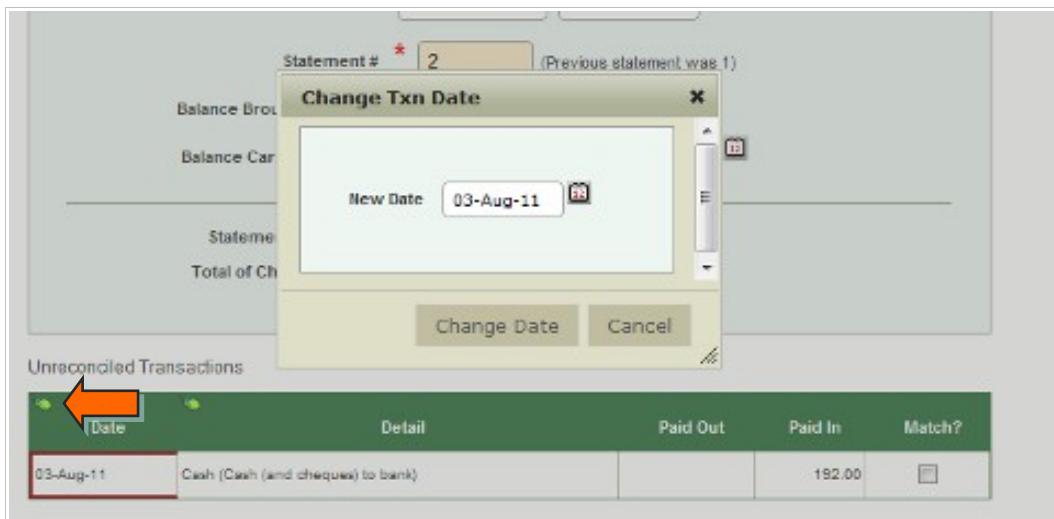 Statement # * 2 (Previous statement was 1)
Change Txn Date
Balance Brou
Balance Car
New Date 03-Aug-11
Stateme
Total of Ch
Change Date Cancel
Unreconciled Transactions
Date Detail Paid Out Paid In Match?
03-Aug-11 Cash (Cash (and cheques) to bank) 192.00